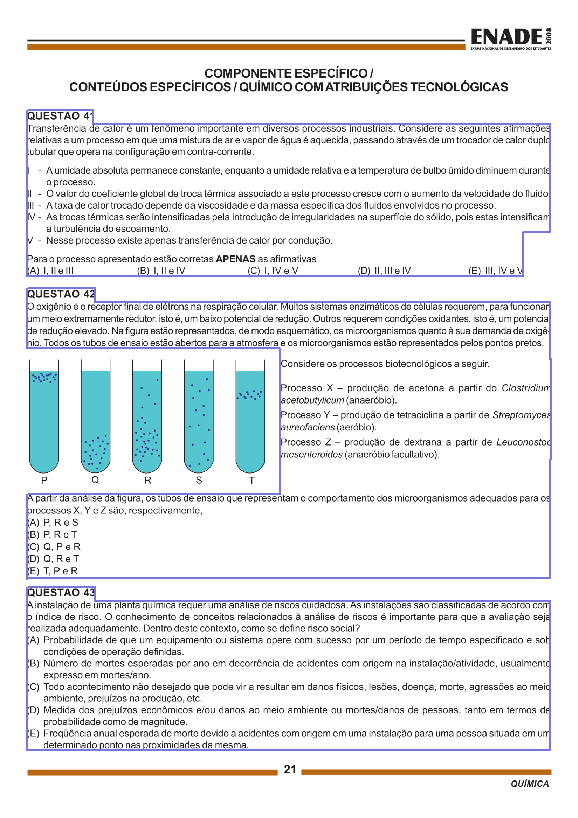 ENADE 2008
EXAME NACIONAL DE DESEMPENHO DOS ESTUDANTES
COMPONENTE ESPECÍFICO /
CONTEÚDOS ESPECÍFICOS / QUÍMICO COM ATRIBUIÇÕES TECNOLÓGICAS
QUESTÃO 41
Transferência de calor é um fenômeno importante em diversos processos industriais. Considere as seguintes afirmações
relativas a um processo em que uma mistura de ar e vapor de água é aquecida, passando através de um trocador de calor duplo
tubular que opera na configuração em contra-corrente.
I - A umidade absoluta permanece constante, enquanto a umidade relativa e a temperatura de bulbo úmido diminuem durante
o processo.
II - O valor do coeficiente global de troca térmica associado a este processo cresce com o aumento da velocidade do fluido.
III - A taxa de calor trocado depende da viscosidade e da massa específica dos fluidos envolvidos no processo.
IV - As trocas térmicas serão intensificadas pela introdução de irregularidades na superfície do sólido, pois estas intensificam
a turbulência do escoamento.
V - Nesse processo existe apenas transferência de calor por condução.
Para o processo apresentado estão corretas APENAS as afirmativas
(A) I, II e III (B) I, II e IV (C) I, IV e V (D) II, III e IV (E) III, IV e V
QUESTÃO 42
O oxigênio é o receptor final de elétrons na respiração celular. Muitos sistemas enzimáticos de células requerem, para funcionar,
um meio extremamente redutor, isto é, um baixo potencial de redução. Outros requerem condições oxidantes, isto é, um potencial
de redução elevado. Na figura estão representados, de modo esquemático, os microorganismos quanto à sua demanda de oxigê-
nio. Todos os tubos de ensaio estão abertos para a atmosfera e os microorganismos estão representados pelos pontos pretos.
P Q R S T
Considere os processos biotecnológicos a seguir.
Processo X – produção de acetona a partir do Clostridium
acetobutylicum (anaeróbio).
Processo Y – produção de tetraciclina a partir de Streptomyces
aureofaciens (aeróbio).
Processo Z – produção de dextrana a partir de Leuconostoc
mesenteroides (anaeróbio facultativo).
A partir da análise da figura, os tubos de ensaio que representam o comportamento dos microorganismos adequados para os
processos X, Y e Z são, respectivamente,
(A) P, R e S
(B) P, R e T
(C) Q, P e R
(D) Q, R e T
(E) T, P e R
QUESTÃO 43
A instalação de uma planta química requer uma análise de riscos cuidadosa. As instalações são classificadas de acordo com
o índice de risco. O conhecimento de conceitos relacionados à análise de riscos é importante para que a avaliação seja
realizada adequadamente. Dentro deste contexto, como se define risco social?
(A) Probabilidade de que um equipamento ou sistema opere com sucesso por um período de tempo especificado e sob
condições de operação definidas.
(B) Número de mortes esperadas por ano em decorrência de acidentes com origem na instalação/atividade, usualmente
expresso em mortes/ano.
(C) Todo acontecimento não desejado que pode vir a resultar em danos físicos, lesões, doença, morte, agressões ao meio
ambiente, prejuízos na produção, etc.
(D) Medida dos prejuízos econômicos e/ou danos ao meio ambiente ou mortes/danos de pessoas, tanto em termos de
probabilidade como de magnitude.
(E) Freqüência anual esperada de morte devido a acidentes com origem em uma instalação para uma pessoa situada em um
determinado ponto nas proximidades da mesma.
21
QUÍMICA